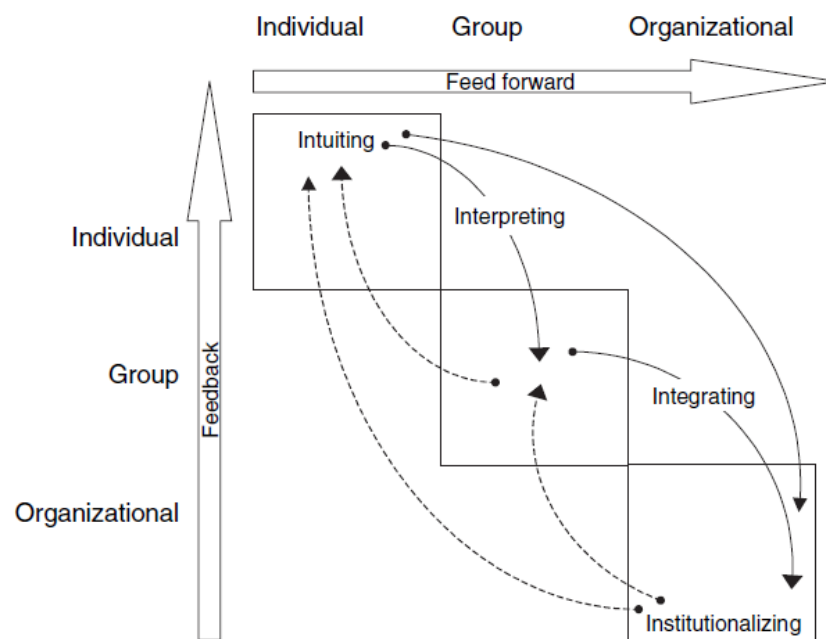 Individual Group Organizational
Feed forward
Intuiting
Interpreting
Individual
Group
Feedback
Integrating
Organizational
Institutionalizing